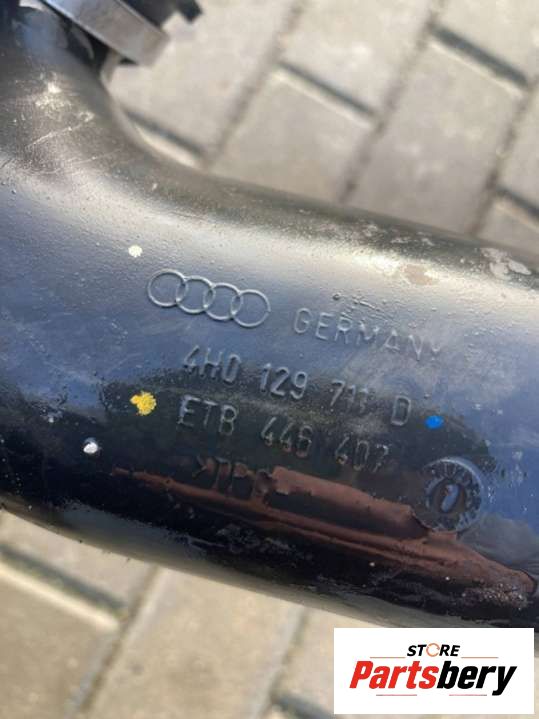 GERMANY
4H0 129 711 D
ETB 446 407
STORE
Partsbery